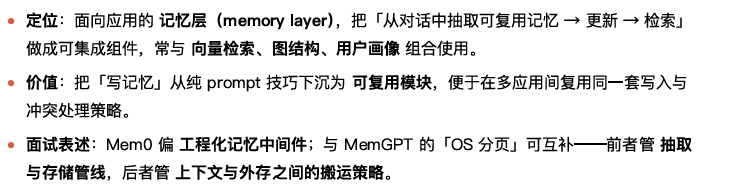 • 定位：面向应用的 记忆层（memory layer），把「从对话中抽取可复用记忆 → 更新 → 检索」
做成可集成组件，常与 向量检索、图结构、用户画像 组合使用。
• 价值：把「写记忆」从纯 prompt 技巧下沉为 可复用模块，便于在多应用间复用同一套写入与
冲突处理策略。
• 面试表述：Mem0 偏 工程化记忆中间件；与 MemGPT 的「OS 分页」可互补——前者管 抽取
与存储管线，后者管 上下文与外存之间的搬运策略。